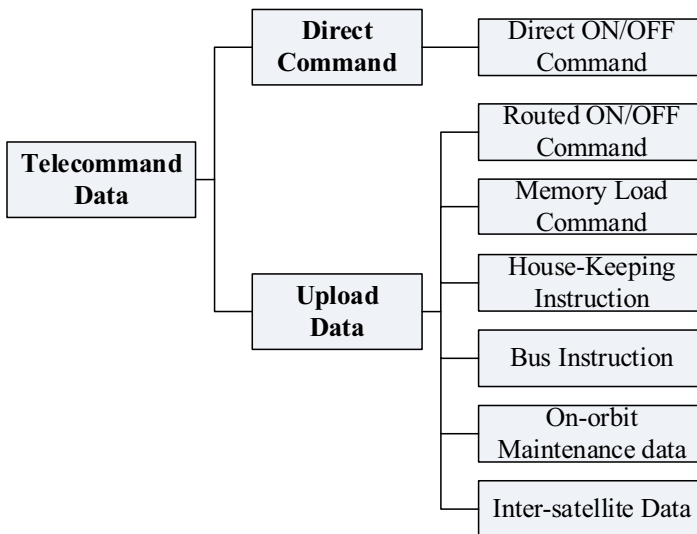 Telecommand
Data
Direct
Command
Direct ON/OFF
Command
Upload
Data
Routed ON/OFF
Command
Memory Load
Command
House-Keeping
Instruction
Bus Instruction
On-orbit
Maintenance data
Inter-satellite Data